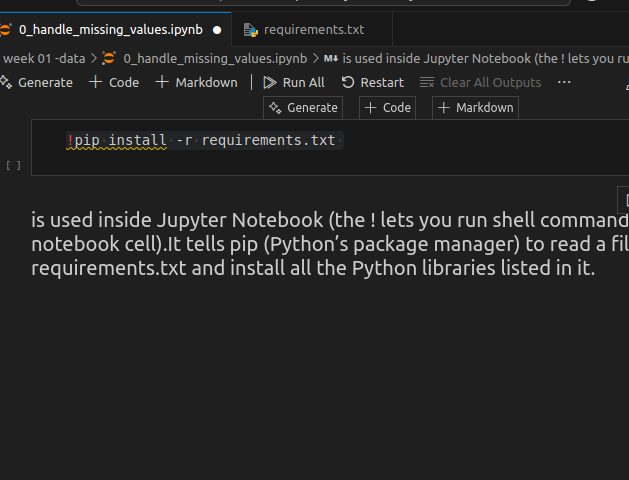 0_handle_missing_values.ipynb ● requirements.txt
week 01 -data > 0_handle_missing_values.ipynb > M↓ is used inside Jupyter Notebook (the ! lets you run
Generate + Code + Markdown | Run All Restart Clear All Outputs ...
Generate + Code + Markdown
!pip install -r requirements.txt
[ ]
is used inside Jupyter Notebook (the ! lets you run shell command
notebook cell).It tells pip (Python’s package manager) to read a fil
requirements.txt and install all the Python libraries listed in it.